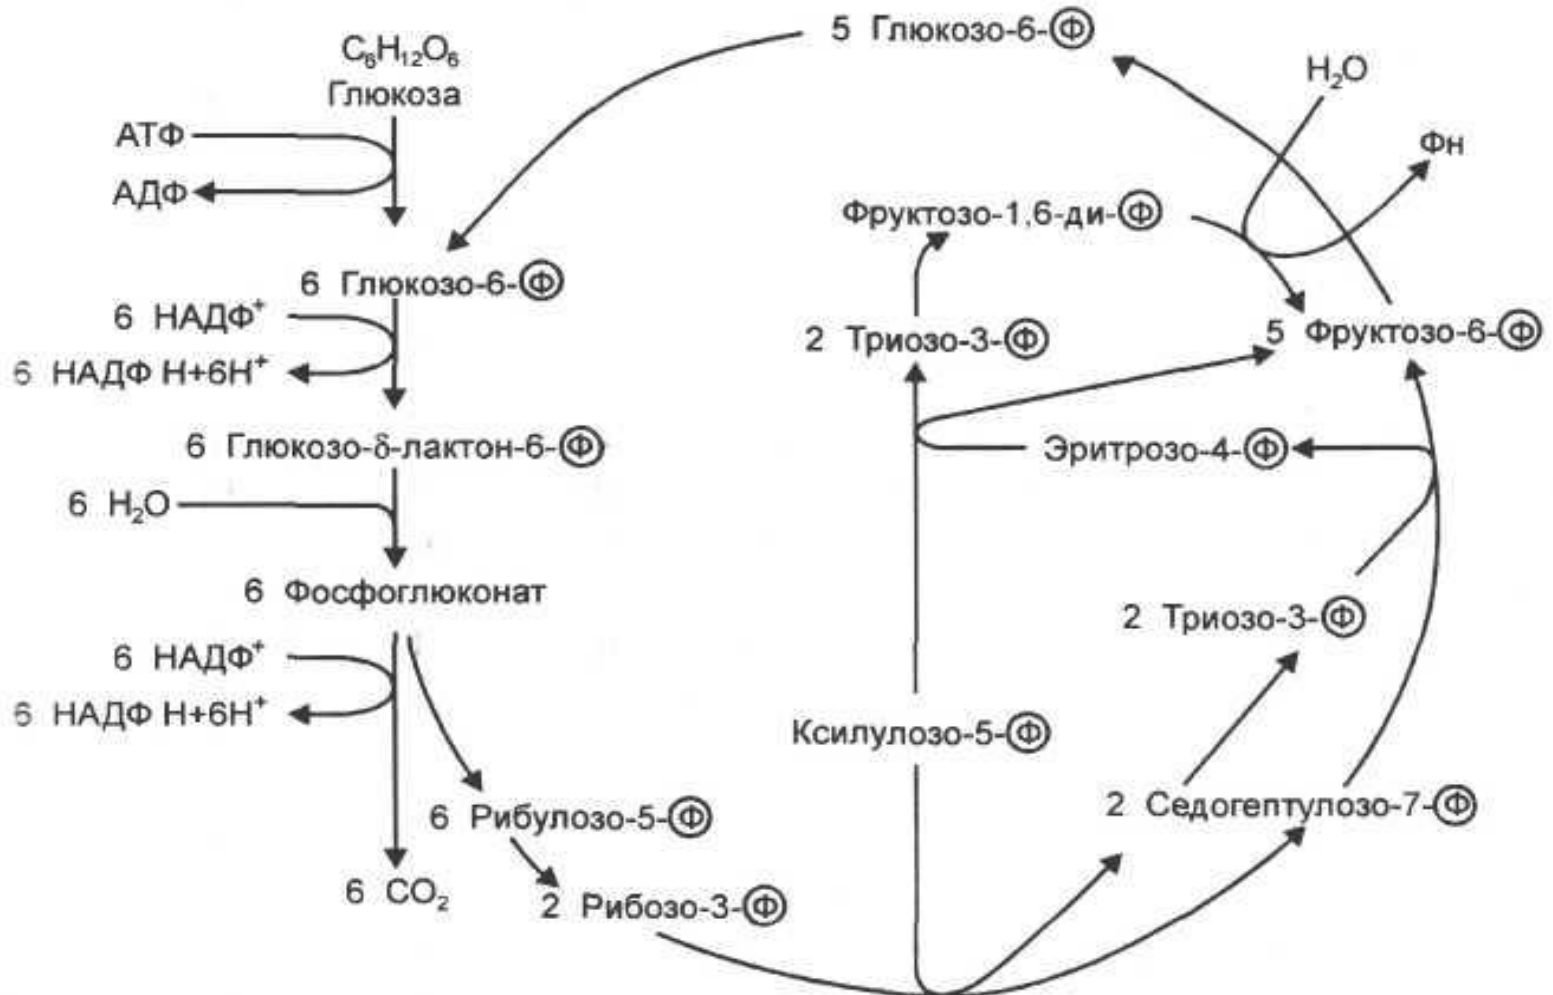 C₆H₁₂O₆
Глюкоза
АТФ
АДФ
6 Глюкозо-6-Ф
6 НАДФ⁺
6 НАДФ Н+6Н⁺
6 Глюкозо-δ-лактон-6-Ф
6 H₂O
6 Фосфоглюконат
6 НАДФ⁺
6 НАДФ Н+6Н⁺
6 Рибулозо-5-Ф
6 CO₂
2 Рибозо-3-Ф
5 Глюкозо-6-Ф
H₂O
Фн
Фруктозо-1,6-ди-Ф
2 Триозо-3-Ф
5 Фруктозо-6-Ф
Эритрозо-4-Ф
2 Триозо-3-Ф
Ксилулозо-5-Ф
2 Седогептулозо-7-Ф